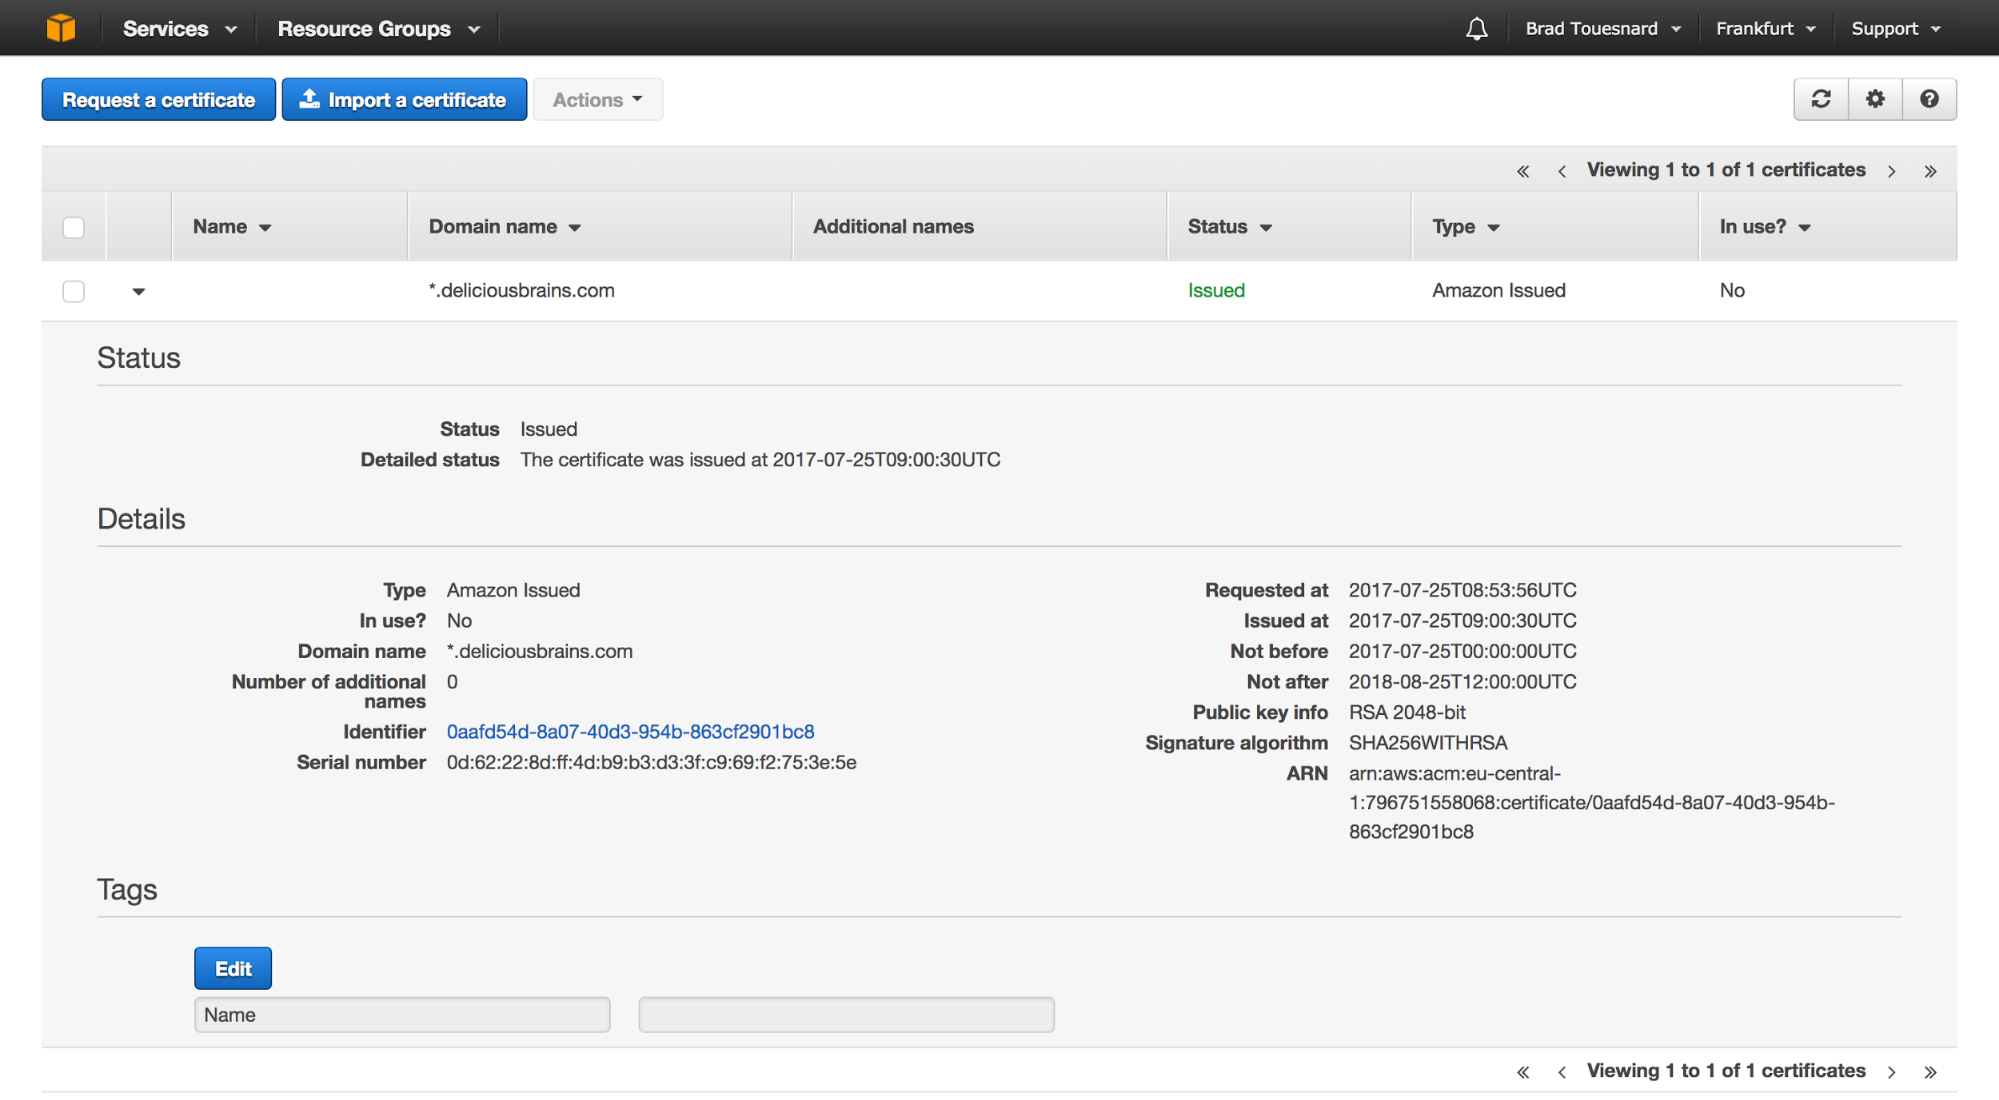 Services Resource Groups Brad Touesnard Frankfurt Support
Request a certificate Import a certificate Actions
« ‹ Viewing 1 to 1 of 1 certificates › »
Name Domain name Additional names Status Type In use?
*.deliciousbrains.com Issued Amazon Issued No
Status
Status Issued
Detailed status The certificate was issued at 2017-07-25T09:00:30UTC
Details
Type Amazon Issued
In use? No
Domain name *.deliciousbrains.com
Number of additional 0
names
Identifier 0aafd54d-8a07-40d3-954b-863cf2901bc8
Serial number 0d:62:22:8d:ff:4d:b9:b3:d3:3f:c9:69:f2:75:3e:5e
Requested at 2017-07-25T08:53:56UTC
Issued at 2017-07-25T09:00:30UTC
Not before 2017-07-25T00:00:00UTC
Not after 2018-08-25T12:00:00UTC
Public key info RSA 2048-bit
Signature algorithm SHA256WITHRSA
ARN arn:aws:acm:eu-central-
1:796751558068:certificate/0aafd54d-8a07-40d3-954b-
863cf2901bc8
Tags
Edit
Name
« ‹ Viewing 1 to 1 of 1 certificates › »